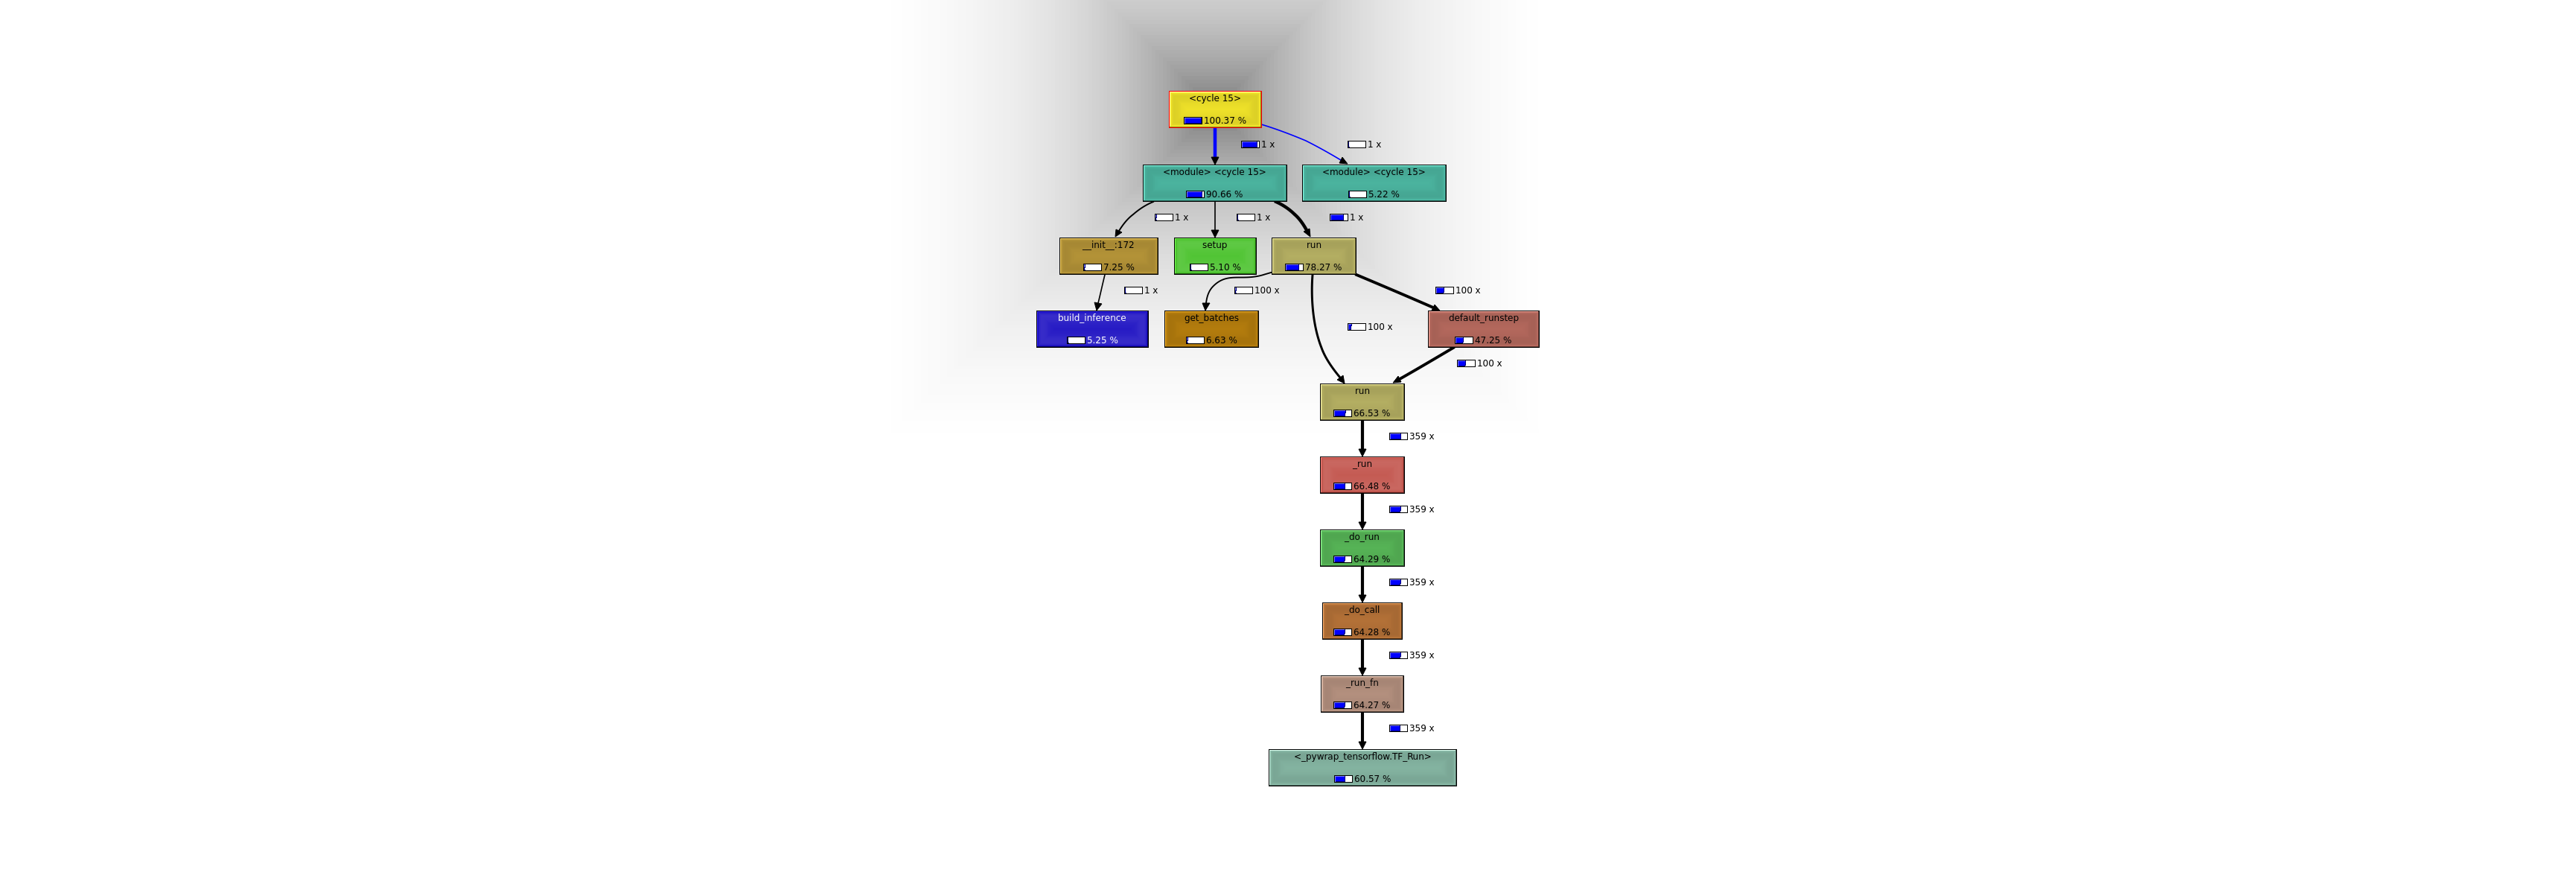 <cycle 15>
100.37 %
1 x
1 x
<module> <cycle 15>
90.66 %
<module> <cycle 15>
5.22 %
1 x
1 x
1 x
__init__:172
7.25 %
setup
5.10 %
run
78.27 %
1 x
100 x
100 x
build_inference
5.25 %
get_batches
6.63 %
100 x
default_runstep
47.25 %
100 x
run
66.53 %
359 x
_run
66.48 %
359 x
_do_run
64.29 %
359 x
_do_call
64.28 %
359 x
_run_fn
64.27 %
359 x
<_pywrap_tensorflow.TF_Run>
60.57 %